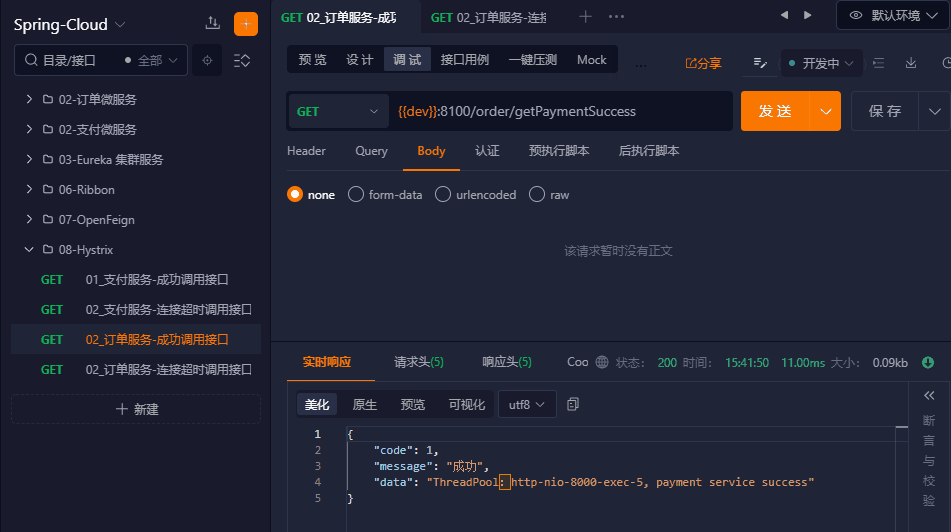 Spring-Cloud
目录/接口
全部
02-订单微服务
02-支付微服务
03-Eureka 集群服务
06-Ribbon
07-OpenFeign
08-Hystrix
GET 01_支付服务-成功调用接口
GET 02_支付服务-连接超时调用接口
GET 02_订单服务-成功调用接口
GET 02_订单服务-连接超时调用接口
新建
GET 02_订单服务-成
GET 02_订单服务-连
默认环境
预 览 设 计 调 试 接口用例 一键压测 Mock
...
分享
开发中
GET {{dev}}:8100/order/getPaymentSuccess
发 送
保 存
Header Query Body 认证 预执行脚本 后执行脚本
none form-data urlencoded raw
该请求暂时没有正文
实时响应 请求头(5) 响应头(5) Coo 状态: 200 时间: 15:41:50 11.00ms 大小: 0.09kb
美化 原生 预览 可视化 utf8
1 {
2 "code": 1,
3 "message": "成功",
4 "data": "ThreadPool:http-nio-8000-exec-5, payment service success"
5 }
断言与校验